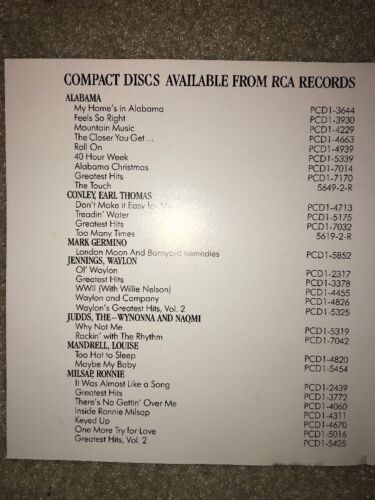 COMPACT DISCS AVAILABLE FROM RCA RECORDS
ALABAMA
My Home's in Alabama PCD1-3644
Feels So Right PCD1-3930
Mountain Music PCD1-4229
The Closer You Get ... PCD1-4663
Roll On PCD1-4939
40 Hour Week PCD1-5339
Alabama Christmas PCD1-7014
Greatest Hits PCD1-7170
The Touch 5649-2-R
CONLEY, EARL THOMAS
Don't Make it Easy for Me PCD1-4713
Treadin' Water PCD1-5175
Greatest Hits PCD1-7032
Too Many Times 5619-2-R
MARK GERMINO
London Moon And Barnyard Remedies PCD1-5852
JENNINGS, WAYLON
Ol' Waylon PCD1-2317
Greatest Hits PCD1-3378
WWII (With Willie Nelson) PCD1-4455
Waylon and Company PCD1-4826
Waylon's Greatest Hits, Vol. 2 PCD1-5325
JUDDS, THE-WYNONNA AND NAOMI
Why Not Me PCD1-5319
Rockin' with The Rhythm PCD1-7042
MANDRELL, LOUISE
Too Hot to Sleep PCD1-4820
Maybe My Baby PCD1-5454
MILSAP, RONNIE
It Was Almost Like a Song PCD1-2439
Greatest Hits PCD1-3772
There's No Gettin' Over Me PCD1-4060
Inside Ronnie Milsap PCD1-4311
Keyed Up PCD1-4670
One More Try for Love PCD1-5016
Greatest Hits, Vol. 2 PCD1-5425